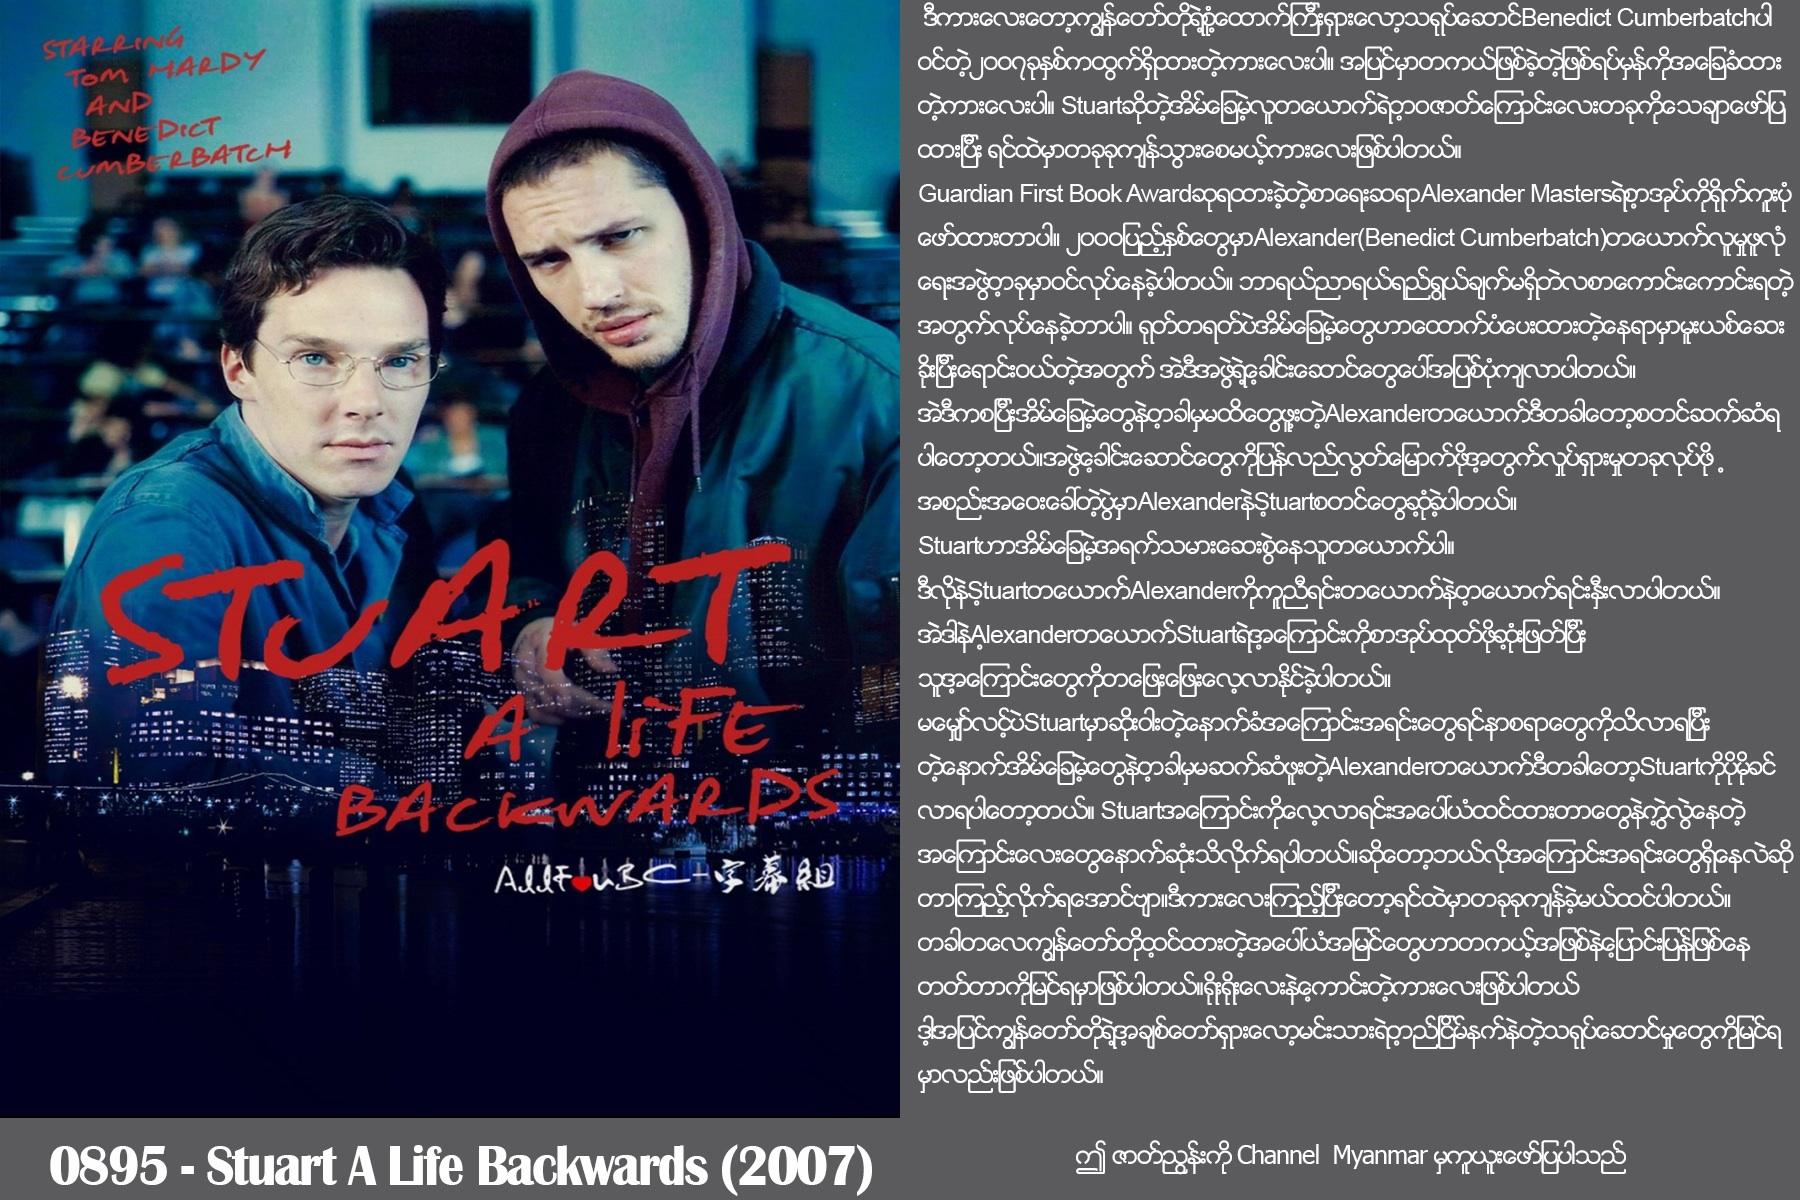 STARRING
TOM HARDY
AND
BENEDICT
CUMBERBATCH
STUART
A LIFE
BACKWARDS
AllF❤uBC-字幕組
0895 - Stuart A Life Backwards (2007)
ဒီကားလေးတော့ကျွန်တော်တို့ရဲ့စုံထောက်ကြီးရှားလော့သရုပ်ဆောင်Benedict Cumberbatchပါ
ဝင်တဲ့၂၀၀၇ခုနှစ်ကထွက်ရှိထားတဲ့ကားလေးပါ။ အပြင်မှာတကယ်ဖြစ်ခဲ့တဲ့ဖြစ်ရပ်မှန်ကိုအခြေခံထား
တဲ့ကားလေးပါ။ Stuartဆိုတဲ့အိမ်ခြေမဲ့လူတယောက်ရဲ့ဘဝဇာတ်ကြောင်းလေးတခုကိုသေချာဖော်ပြ
ထားပြီး ရင်ထဲမှာတခုခုကျန်သွားစေမယ့်ကားလေးဖြစ်ပါတယ်။
Guardian First Book Awardဆုရထားခဲ့တဲ့စာရေးဆရာAlexander Mastersရဲ့စာအုပ်ကိုရိုက်ကူးပုံ
ဖော်ထားတာပါ။ ၂၀၀၀ပြည့်နှစ်တွေမှာAlexander(Benedict Cumberbatch)တယောက်လူမှုဖူလုံ
ရေးအဖွဲ့တခုမှာဝင်လုပ်နေခဲ့ပါတယ်။ ဘာရယ်ညာရယ်ရည်ရွယ်ချက်မရှိဘဲလစာကောင်းကောင်းရတဲ့
အတွက်လုပ်နေခဲ့တာပါ။ ရုတ်တရတ်ပဲအိမ်ခြေမဲ့တွေဟာထောက်ပံပေးထားတဲ့နေရာမှာမူးယစ်ဆေး
ခိုးပြီးရောင်းဝယ်တဲ့အတွက် အဲဒီအဖွဲ့ရဲ့ခေါင်းဆောင်တွေပေါ်အပြစ်ပုံကျလာပါတယ်။
အဲဒီကစပြီးအိမ်ခြေမဲ့တွေနဲ့တခါမှမထိတွေ့ဖူးတဲ့Alexanderတယောက်ဒီတခါတော့စတင်ဆက်ဆံရ
ပါတော့တယ်။အဖွဲ့ခေါင်းဆောင်တွေကိုပြန်လည်လွတ်မြောက်ဖို့အတွက်လှုပ်ရှားမှုတခုလုပ်ဖို့
အစည်းအဝေးခေါ်တဲ့ပွဲမှာAlexanderနဲ့Stuartစတင်တွေ့ဆုံခဲ့ပါတယ်။
Stuartဟာအိမ်ခြေမဲ့အရက်သမားဆေးစွဲနေသူတယောက်ပါ။
ဒီလိုနဲ့Stuartတယောက်Alexanderကိုကူညီရင်းတယောက်နဲ့တယောက်ရင်းနှီးလာပါတယ်။
အဲဒါနဲ့Alexanderတယောက်Stuartရဲ့အကြောင်းကိုစာအုပ်ထုတ်ဖို့ဆုံးဖြတ်ပြီး
သူ့အကြောင်းတွေကိုတဖြေးဖြေးလေ့လာနိုင်ခဲ့ပါတယ်။
မမျှော်လင့်ပဲStuartမှာဆိုးဝါးတဲ့နောက်ခံအကြောင်းအရင်းတွေရင်နာစရာတွေကိုသိလာရပြီး
တဲ့နောက်အိမ်ခြေမဲ့တွေနဲ့တခါမှမဆက်ဆံဖူးတဲ့Alexanderတယောက်ဒီတခါတော့Stuartကိုပိုမိုခင်
လာရပါတော့တယ်။ Stuartအကြောင်းကိုလေ့လာရင်းအပေါ်ယံထင်ထားတာတွေနဲ့ကွဲလွဲနေတဲ့
အကြောင်းလေးတွေနောက်ဆုံးသိလိုက်ရပါတယ်။ဆိုတော့ဘယ်လိုအကြောင်းအရင်းတွေရှိနေလဲဆို
တာကြည့်လိုက်ရအောင်ဗျာ။ဒီကားလေးကြည့်ပြီးတော့ရင်ထဲမှာတခုခုကျန်ခဲ့မယ်ထင်ပါတယ်။
တခါတလေကျွန်တော်တို့ထင်ထားတဲ့အပေါ်ယံအမြင်တွေဟာတကယ့်အဖြစ်နဲ့ပြောင်းပြန်ဖြစ်နေ
တတ်တာကိုမြင်ရမှာဖြစ်ပါတယ်။ရိုးရိုးလေးနဲ့ကောင်းတဲ့ကားလေးဖြစ်ပါတယ်
ဒါ့အပြင်ကျွန်တော်တို့ရဲ့အချစ်တော်ရှားလော့မင်းသားရဲ့တည်ငြိမ်နက်နဲတဲ့သရုပ်ဆောင်မှုတွေကိုမြင်ရ
မှာလည်းဖြစ်ပါတယ်။
ဤ ဇာတ်ညွှန်းကို Channel Myanmar မှကူယူးဖော်ပြပါသည်